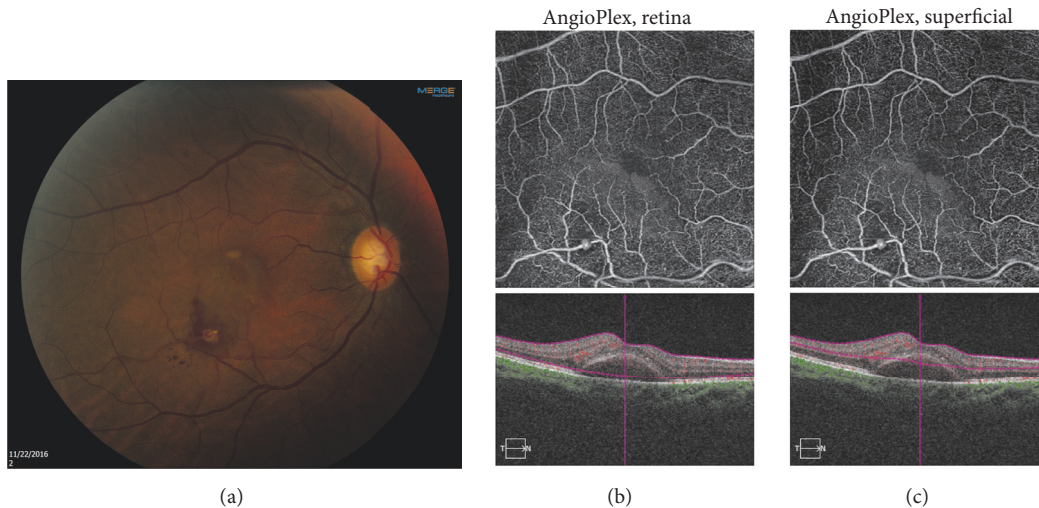 AngioPlex, retina
AngioPlex, superficial
MERGE
11/22/2016
2
T N
T N
(a)
(b)
(c)